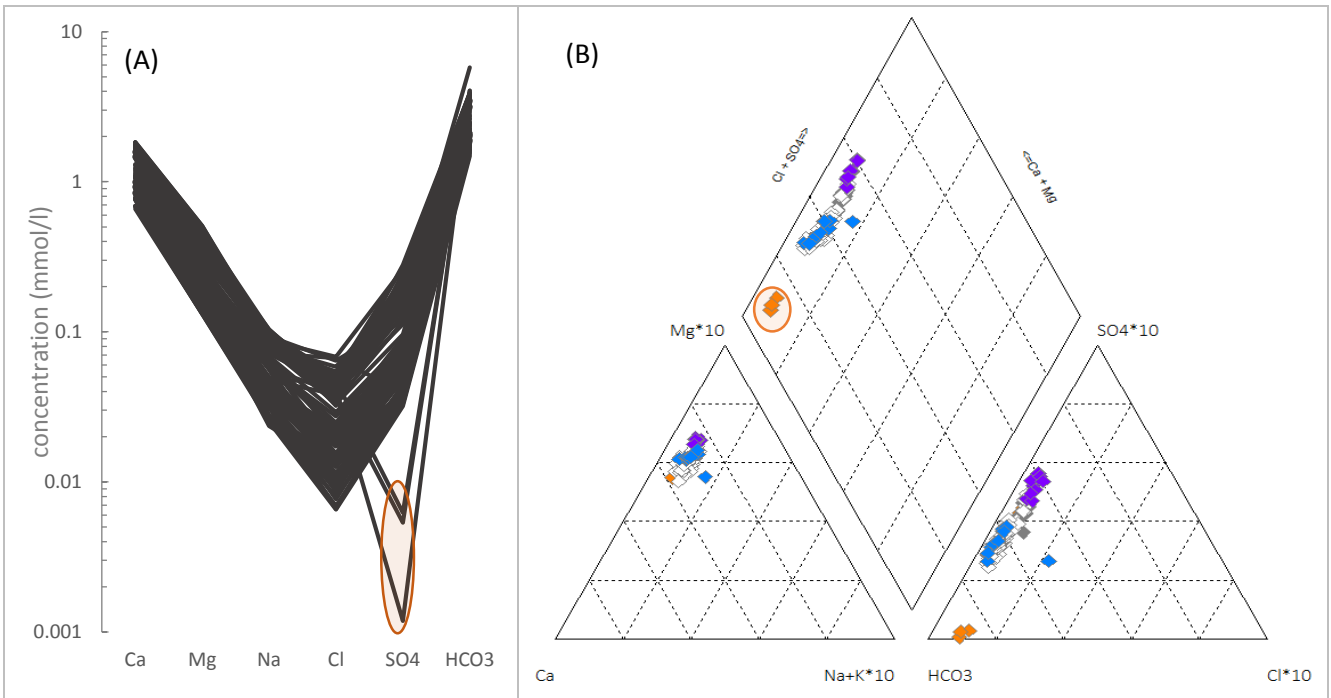 (A)
10
1
0.1
0.01
0.001
concentration (mmol/l)
Ca Mg Na Cl SO4 HCO3
(B)
Cl + SO4=>
<=Ca + Mg
Mg*10
SO4*10
Ca
Na+K*10
HCO3
Cl*10